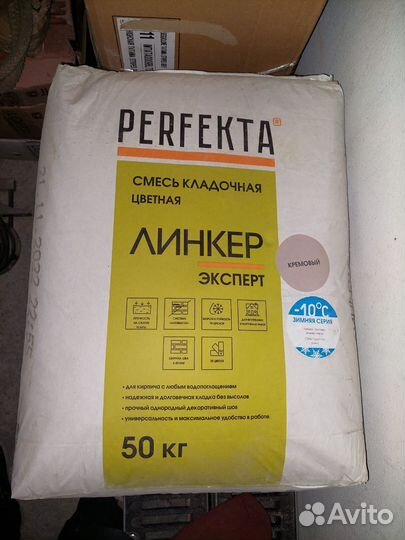 PERFEKTA®
СМЕСЬ КЛАДОЧНАЯ
ЦВЕТНАЯ
ЛИНКЕР
ЭКСПЕРТ
КРЕМОВЫЙ
-10°C
ЗИМНЯЯ СЕРИЯ
• для кирпича с любым водопоглощением
• надежная и долговечная кладка без высолов
• прочный однородный декоративный шов
• универсальность и максимальное удобство в работе
50 КГ
Avito